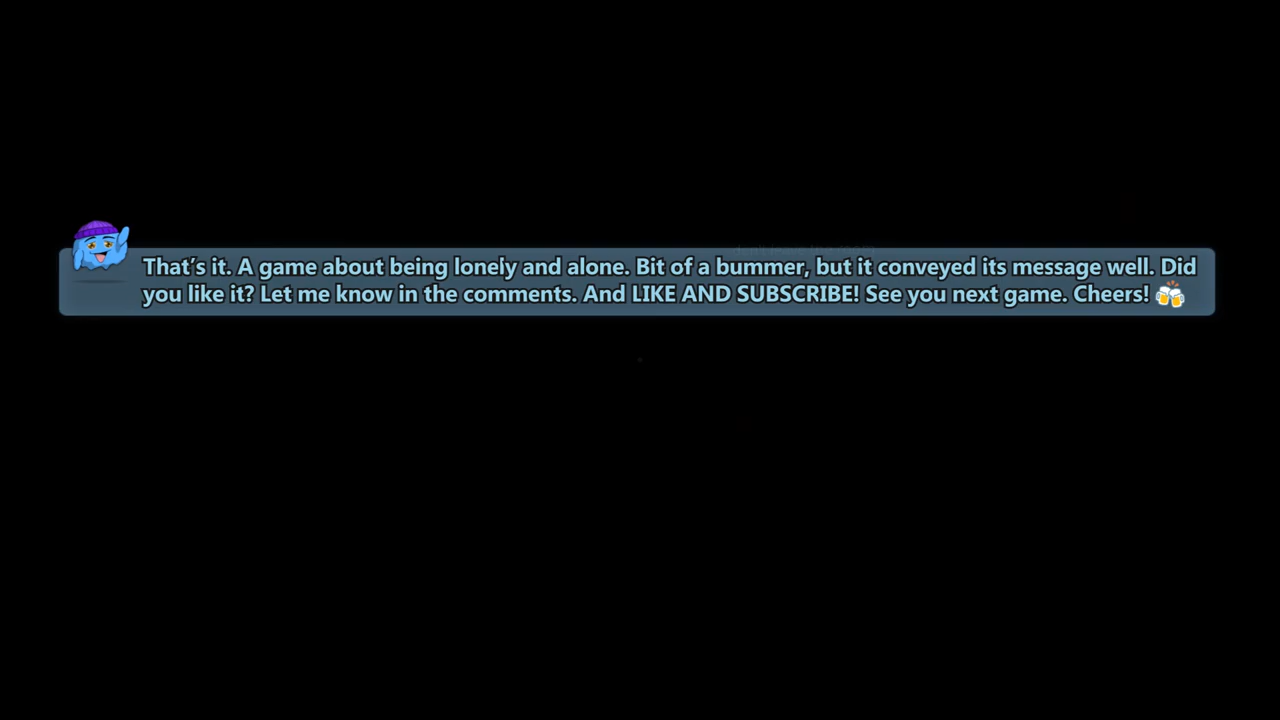 That's it. A game about being lonely and alone. Bit of a bummer, but it conveyed its message well. Did
you like it? Let me know in the comments. And LIKE AND SUBSCRIBE! See you next game. Cheers! 🍻